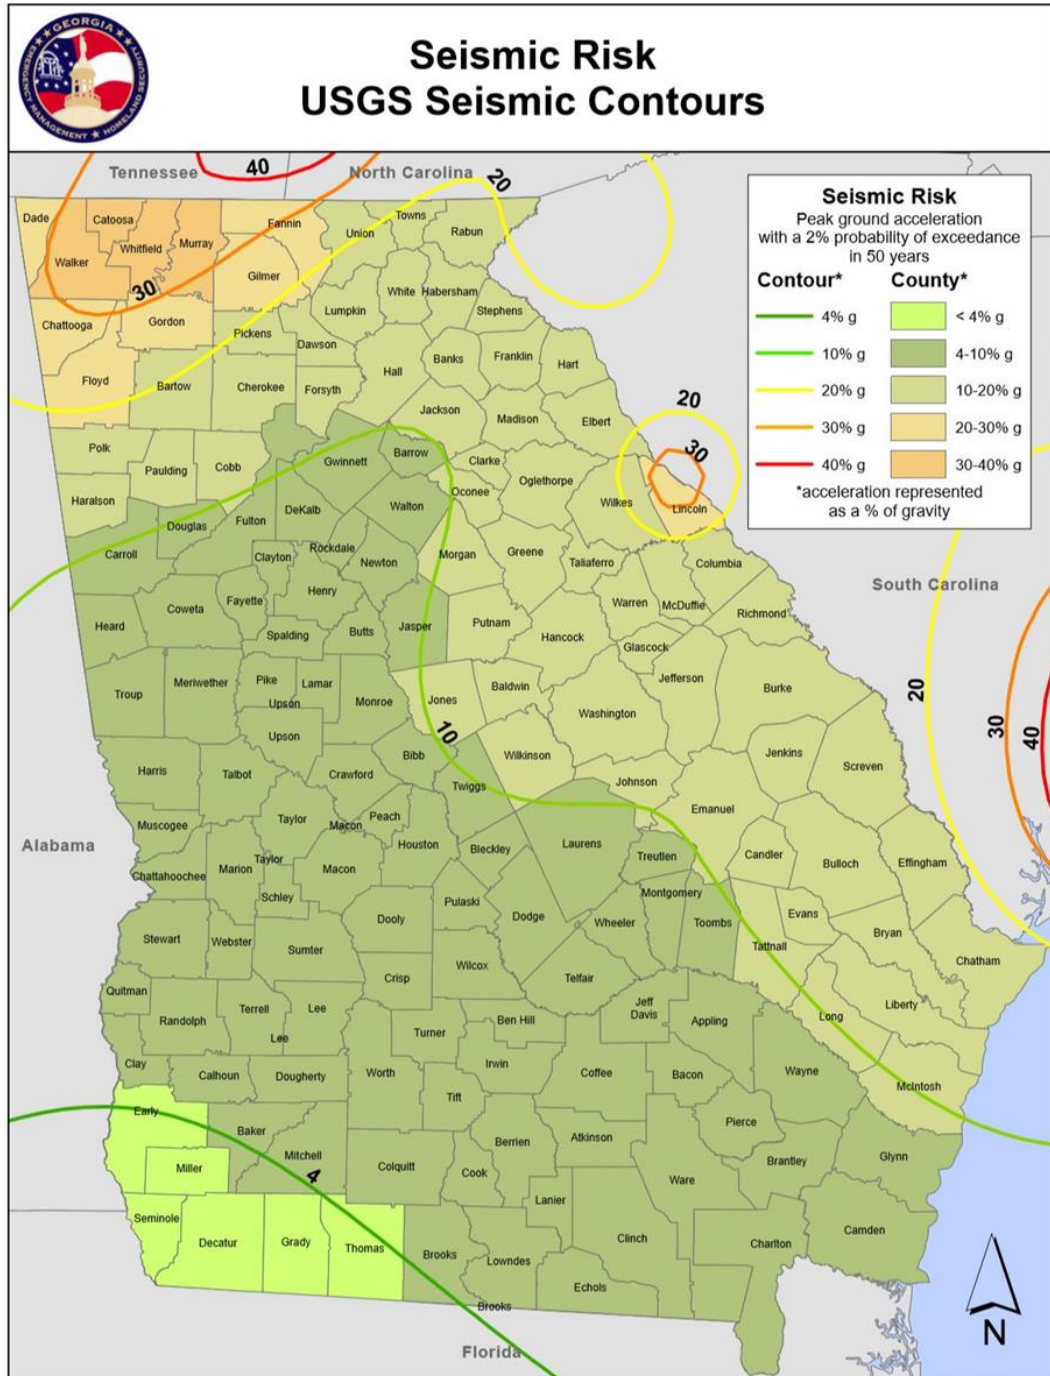 GEORGIA
EMERGENCY MANAGEMENT ★ HOMELAND SECURITY
Seismic Risk
USGS Seismic Contours
Tennessee
40
North Carolina
20
Seismic Risk
Peak ground acceleration
with a 2% probability of exceedance
in 50 years
Contour*
County*
4% g
< 4% g
10% g
4-10% g
20% g
10-20% g
30% g
20-30% g
40% g
30-40% g
*acceleration represented
as a % of gravity
Dade
Catoosa
Fannin
Towns
Union
Rabun
Walker
Whitfield
Murray
Gilmer
30
White
Habersham
Lumpkin
Stephens
Chattooga
Gordon
Pickens
Dawson
Banks
Franklin
Hart
Floyd
Bartow
Cherokee
Forsyth
Hall
Jackson
Madison
Elbert
20
30
Polk
Paulding
Cobb
Gwinnett
Barrow
Clarke
Oconee
Oglethorpe
Wilkes
Lincoln
Haralson
Douglas
Fulton
DeKalb
Walton
Carroll
Clayton
Rockdale
Newton
Morgan
Greene
Taliaferro
Columbia
South Carolina
Heard
Coweta
Fayette
Henry
Spalding
Butts
Jasper
Putnam
Hancock
Warren
McDuffie
Richmond
Glascock
Troup
Meriwether
Pike
Upson
Lamar
Monroe
Jones
Baldwin
Washington
Jefferson
Burke
20
30
40
Upson
10
Bibb
Wilkinson
Jenkins
Screven
Harris
Talbot
Crawford
Twiggs
Johnson
Emanuel
Muscogee
Taylor
Macon
Peach
Houston
Bleckley
Laurens
Treutlen
Candler
Bulloch
Effingham
Alabama
Chattahoochee
Marion
Taylor
Macon
Schley
Pulaski
Montgomery
Dooly
Dodge
Wheeler
Toombs
Evans
Tattnall
Bryan
Chatham
Stewart
Webster
Sumter
Crisp
Wilcox
Telfair
Quitman
Randolph
Terrell
Lee
Lee
Turner
Ben Hill
Jeff
Davis
Appling
Long
Liberty
Clay
Calhoun
Dougherty
Worth
Irwin
Coffee
Bacon
Wayne
McIntosh
Tift
Early
Baker
Mitchell
4
Miller
Colquitt
Cook
Berrien
Atkinson
Pierce
Brantley
Glynn
Ware
Seminole
Decatur
Grady
Thomas
Brooks
Lanier
Lowndes
Clinch
Echols
Charlton
Camden
Brooks
Florida
N